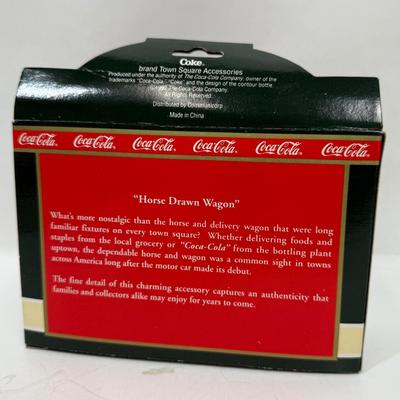 Coke®
brand Town Square Accessories
Produced under the authority of The Coca-Cola Company, owner of the
trademarks "Coca-Cola," "Coke" and the design of the contour bottle.
The Coca-Cola Company.
All Rights Reserved
Distributed by Communicorp
Made in China
Coca-Cola® Coca-Cola® Coca-Cola® Coca-Cola® Coca-Cola® Coca-Cola®
"Horse Drawn Wagon"
What's more nostalgic than the horse and delivery wagon that were long
familiar fixtures on every town square? Whether delivering foods and
staples from the local grocery or "Coca-Cola" from the bottling plant
uptown, the dependable horse and wagon was a common sight in towns
across America long after the motor car made its debut.
The fine detail of this charming accessory captures an authenticity that
families and collectors alike may enjoy for years to come.